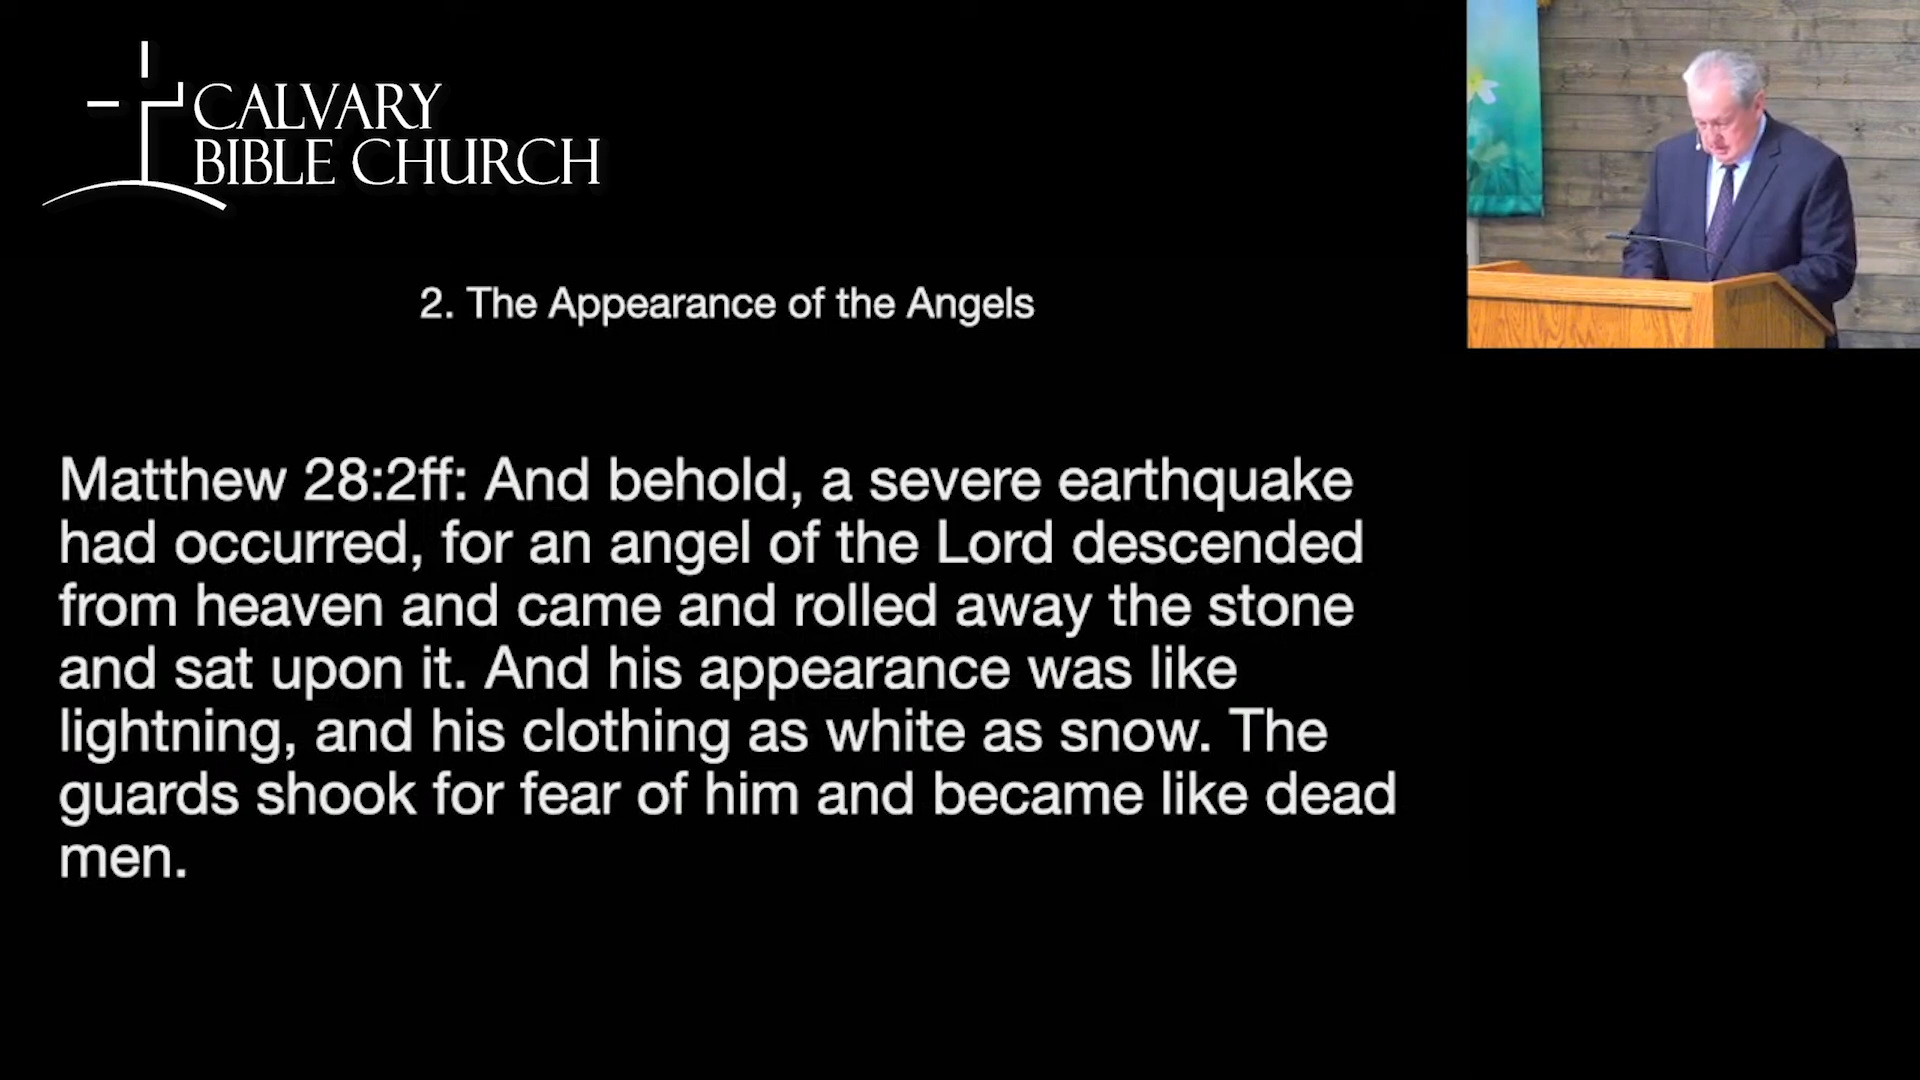 CALVARY
BIBLE CHURCH
2. The Appearance of the Angels
Matthew 28:2ff: And behold, a severe earthquake
had occurred, for an angel of the Lord descended
from heaven and came and rolled away the stone
and sat upon it. And his appearance was like
lightning, and his clothing as white as snow. The
guards shook for fear of him and became like dead
men.